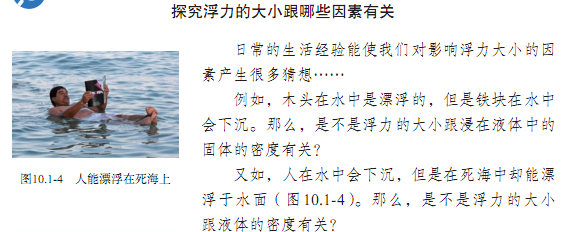 探究浮力的大小跟哪些因素有关
日常的生活经验能使我们对影响浮力大小的因
素产生很多猜想……
例如，木头在水中是漂浮的，但是铁块在水中
会下沉。那么，是不是浮力的大小跟浸在液体中的
固体的密度有关？
又如，人在水中会下沉，但是在死海中却能漂
浮于水面（图10.1-4）。那么，是不是浮力的大小
跟液体的密度有关？
图10.1-4 人能漂浮在死海上